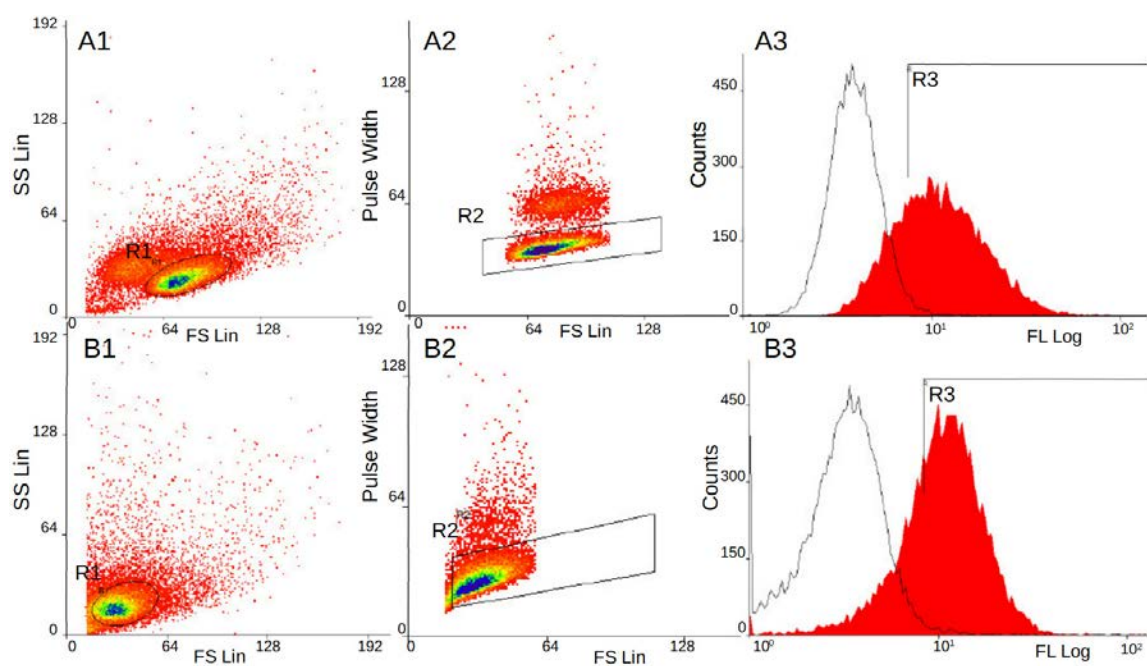 A1
192
128
64
0
SS Lin
R1
0
64
128
192
FS Lin
A2
128
64
0
Pulse Width
R2
64
128
FS Lin
A3
450
300
150
0
Counts
R3
10⁰
10¹
10²
FL Log
B1
192
128
64
0
SS Lin
R1
0
64
128
192
FS Lin
B2
128
64
0
Pulse Width
R2
0
64
128
FS Lin
B3
450
300
150
0
Counts
R3
10⁰
10¹
10²
FL Log